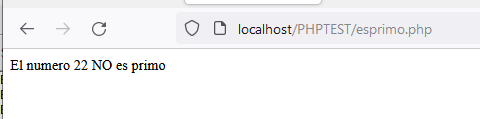 localhost/PHPTEST/esprimo.php
El numero 22 NO es primo